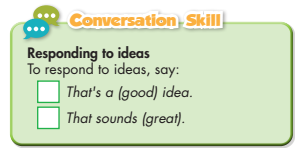 Conversation Skill
Responding to ideas
To respond to ideas, say:
That's a (good) idea.
That sounds (great).